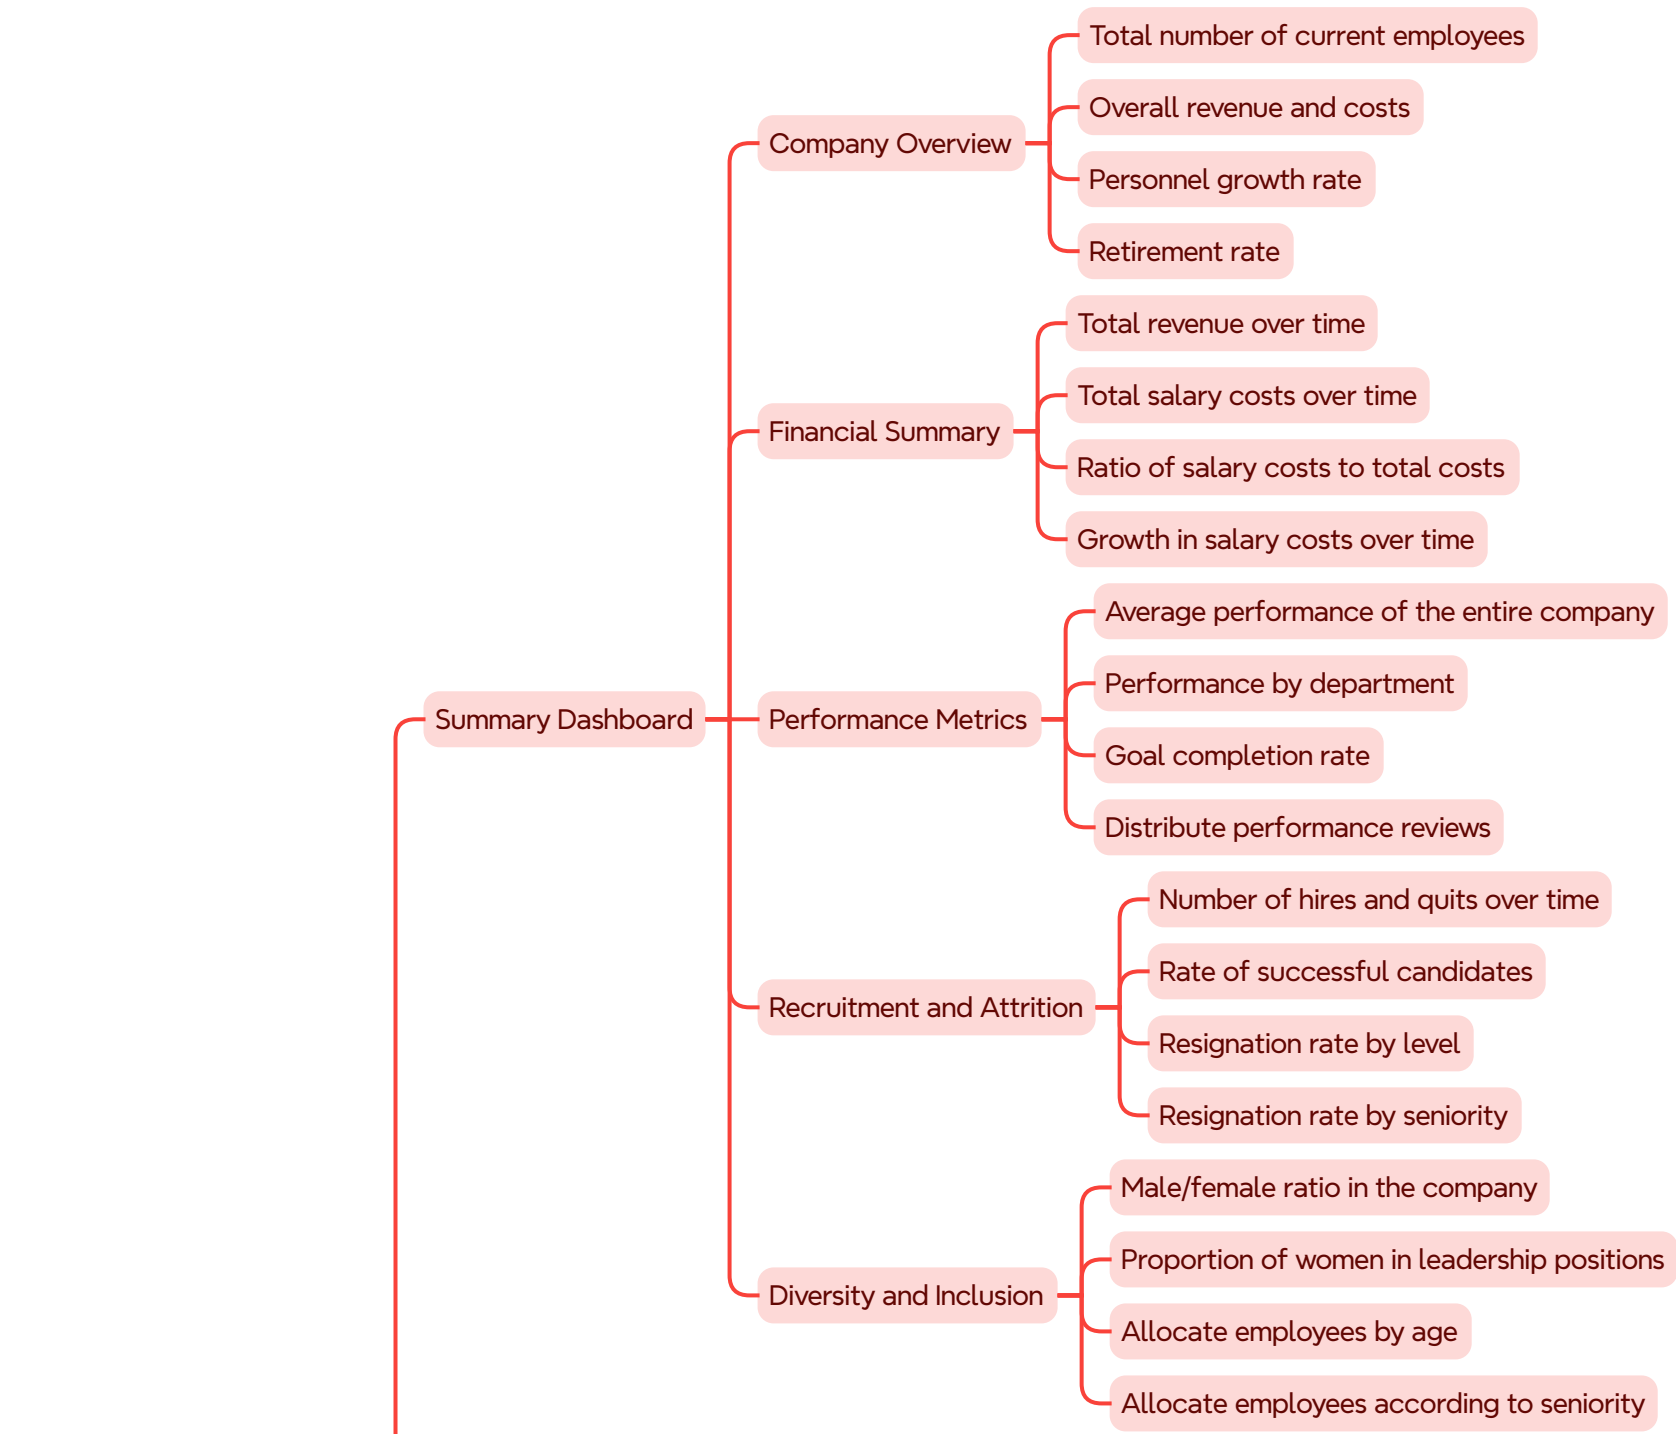 Total number of current employees
Overall revenue and costs
Company Overview
Personnel growth rate
Retirement rate
Total revenue over time
Total salary costs over time
Financial Summary
Ratio of salary costs to total costs
Growth in salary costs over time
Average performance of the entire company
Performance by department
Summary Dashboard
Performance Metrics
Goal completion rate
Distribute performance reviews
Number of hires and quits over time
Rate of successful candidates
Recruitment and Attrition
Resignation rate by level
Resignation rate by seniority
Male/female ratio in the company
Proportion of women in leadership positions
Diversity and Inclusion
Allocate employees by age
Allocate employees according to seniority